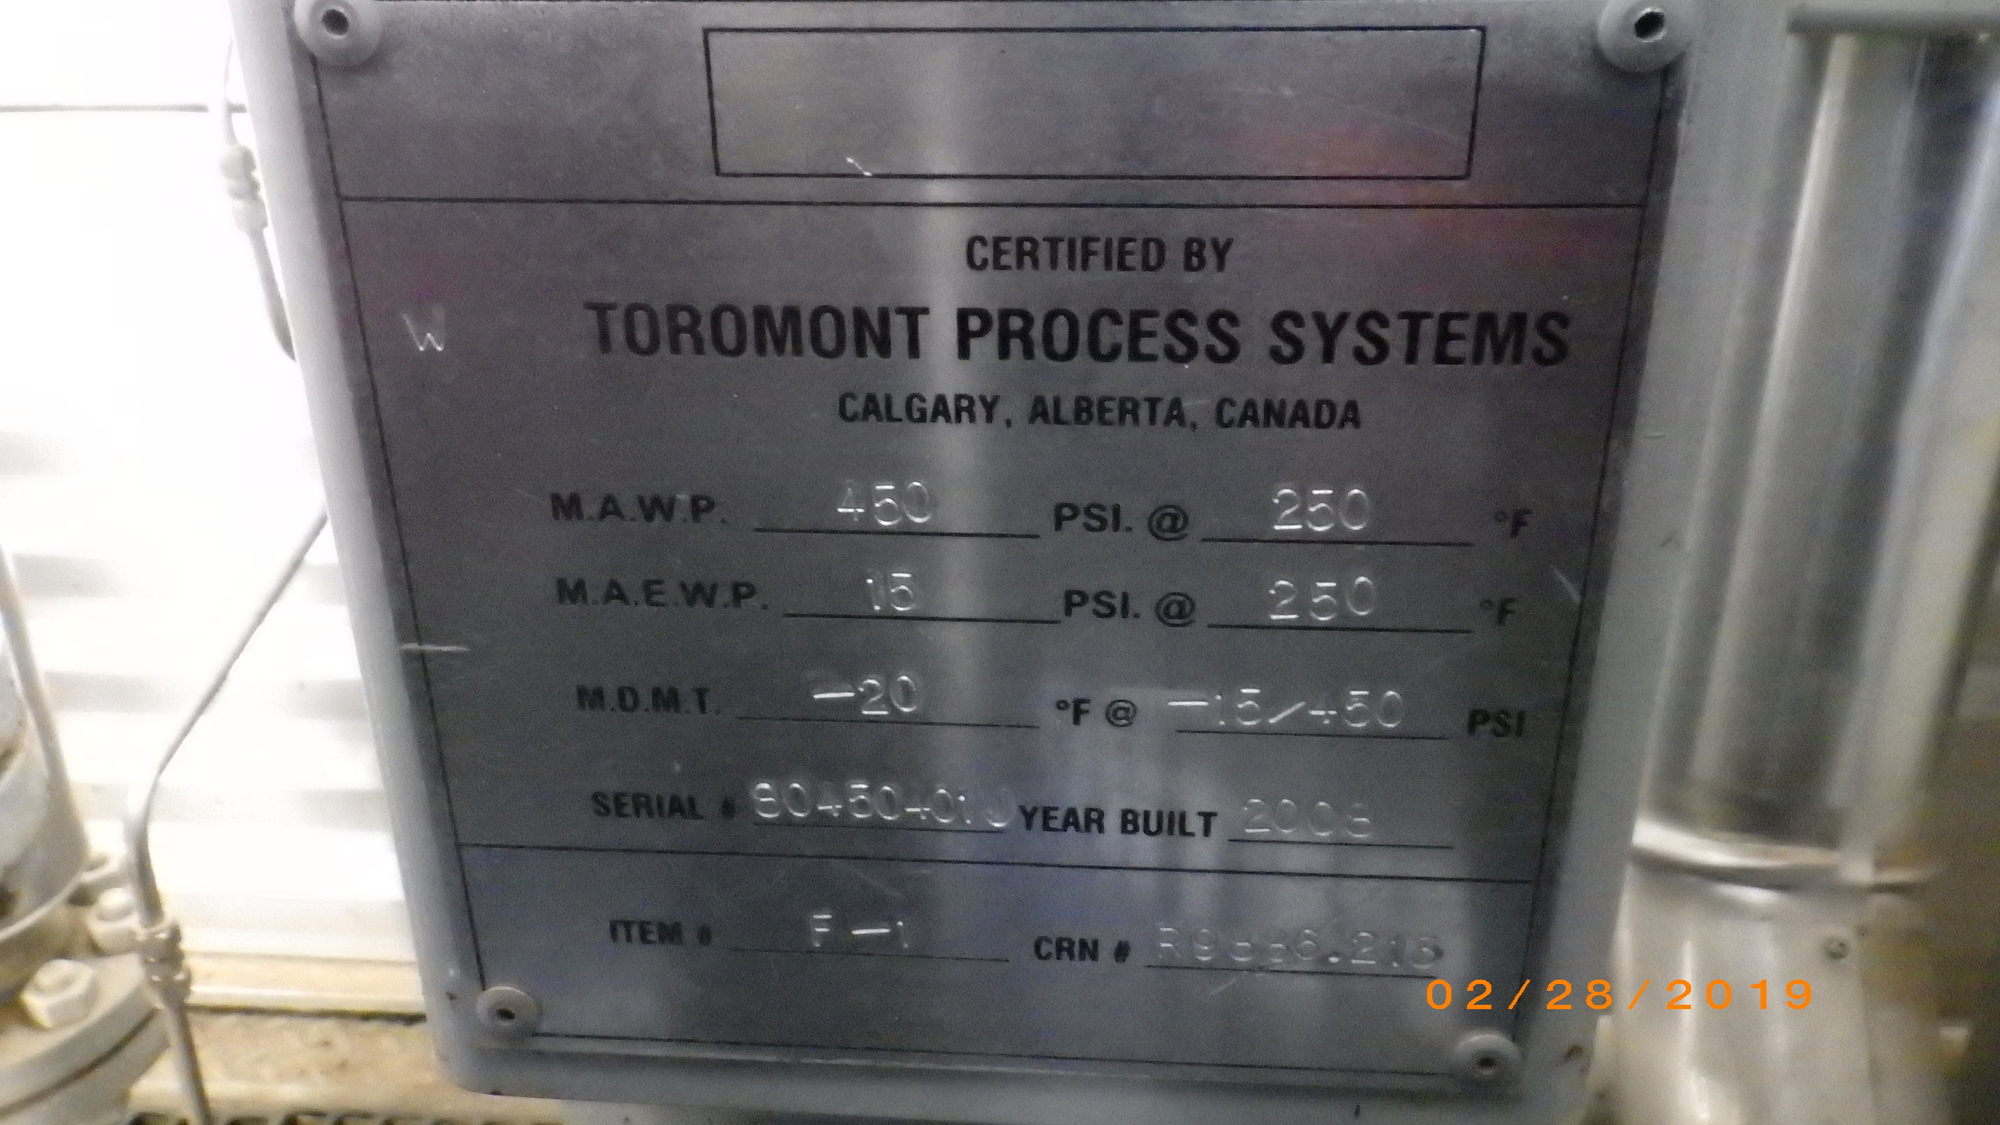 CERTIFIED BY
W
TOROMONT PROCESS SYSTEMS
CALGARY, ALBERTA, CANADA
M.A.W.P. 450 PSI. @ 250 °F
M.A.E.W.P. 15 PSI. @ 250 °F
M.D.M.T. -20 °F @ -15/450 PSI
SERIAL # YEAR BUILT 2008
ITEM # F-1 CRN #
02/28/2019